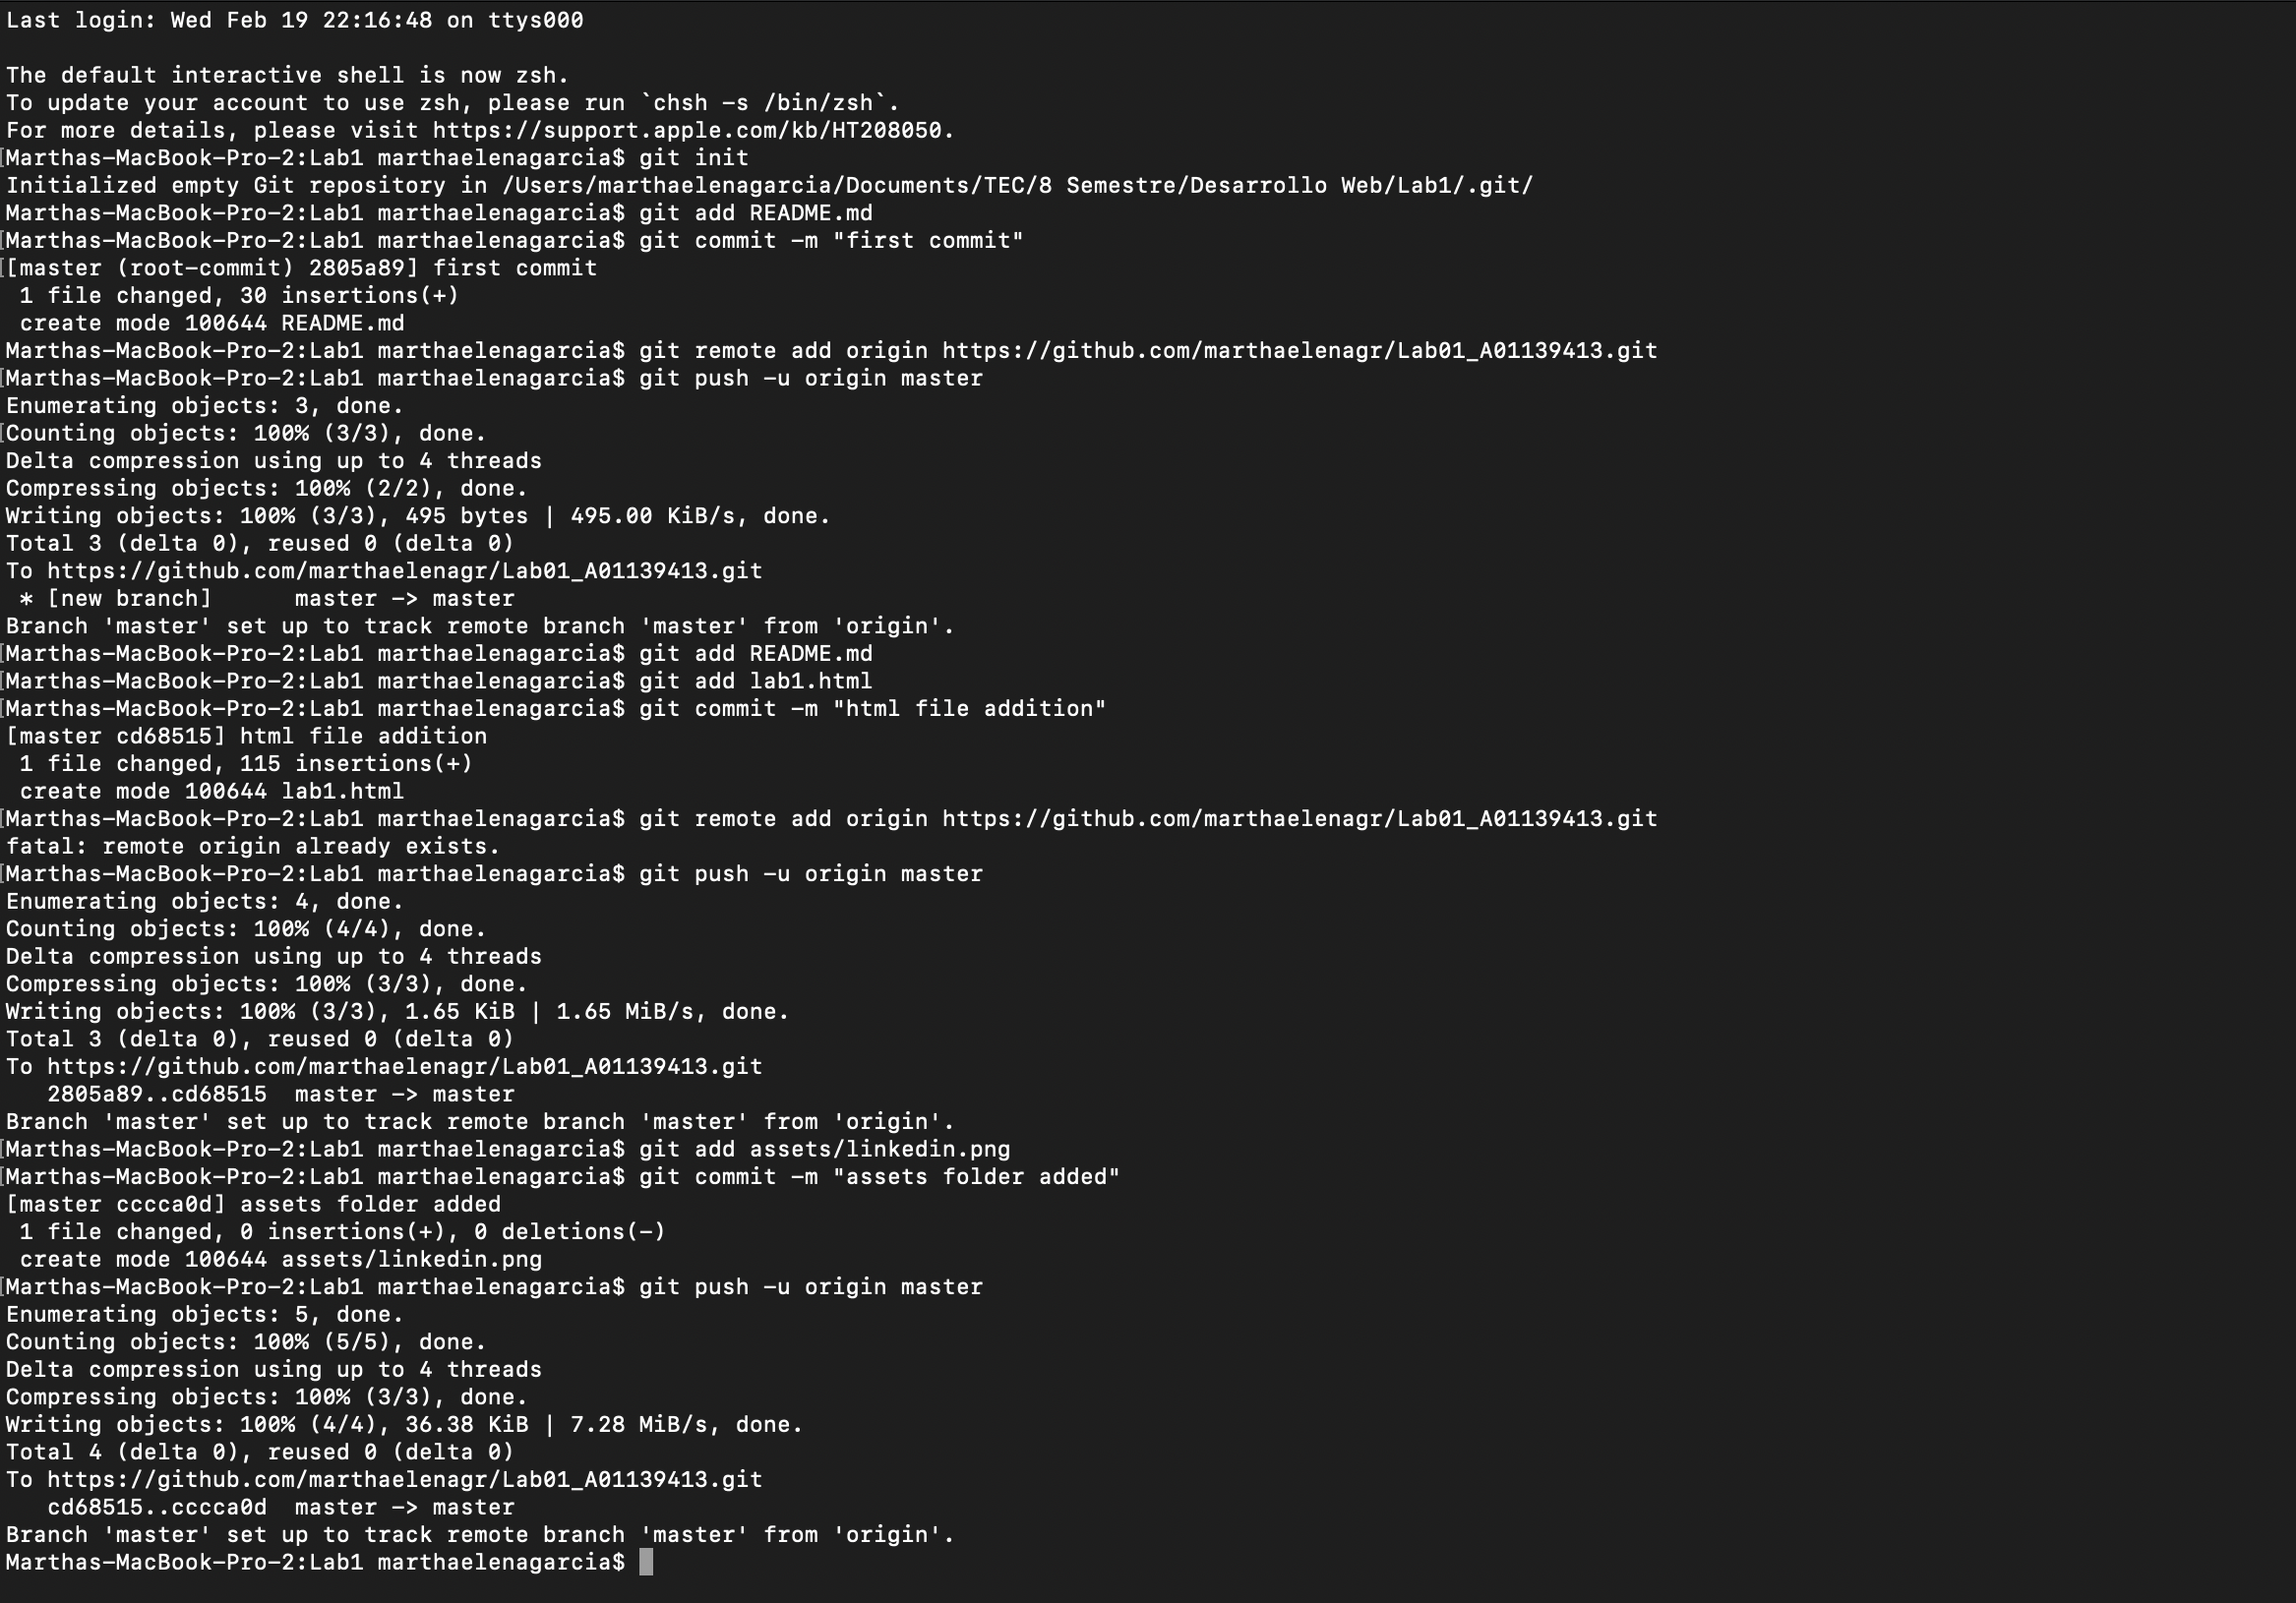 Last login: Wed Feb 19 22:16:48 on ttys000

The default interactive shell is now zsh.
To update your account to use zsh, please run `chsh -s /bin/zsh`.
For more details, please visit https://support.apple.com/kb/HT208050.
[Marthas-MacBook-Pro-2:Lab1 marthaelenagarcia$ git init
Initialized empty Git repository in /Users/marthaelenagarcia/Documents/TEC/8 Semestre/Desarrollo Web/Lab1/.git/
Marthas-MacBook-Pro-2:Lab1 marthaelenagarcia$ git add README.md
[Marthas-MacBook-Pro-2:Lab1 marthaelenagarcia$ git commit -m "first commit"
[[master (root-commit) 2805a89] first commit
 1 file changed, 30 insertions(+)
 create mode 100644 README.md
Marthas-MacBook-Pro-2:Lab1 marthaelenagarcia$ git remote add origin https://github.com/marthaelenagr/Lab01_A01139413.git
[Marthas-MacBook-Pro-2:Lab1 marthaelenagarcia$ git push -u origin master
Enumerating objects: 3, done.
[Counting objects: 100% (3/3), done.
Delta compression using up to 4 threads
Compressing objects: 100% (2/2), done.
Writing objects: 100% (3/3), 495 bytes | 495.00 KiB/s, done.
Total 3 (delta 0), reused 0 (delta 0)
To https://github.com/marthaelenagr/Lab01_A01139413.git
 * [new branch]      master -> master
Branch 'master' set up to track remote branch 'master' from 'origin'.
[Marthas-MacBook-Pro-2:Lab1 marthaelenagarcia$ git add README.md
[Marthas-MacBook-Pro-2:Lab1 marthaelenagarcia$ git add lab1.html
[Marthas-MacBook-Pro-2:Lab1 marthaelenagarcia$ git commit -m "html file addition"
[master cd68515] html file addition
 1 file changed, 115 insertions(+)
 create mode 100644 lab1.html
[Marthas-MacBook-Pro-2:Lab1 marthaelenagarcia$ git remote add origin https://github.com/marthaelenagr/Lab01_A01139413.git
fatal: remote origin already exists.
[Marthas-MacBook-Pro-2:Lab1 marthaelenagarcia$ git push -u origin master
Enumerating objects: 4, done.
Counting objects: 100% (4/4), done.
Delta compression using up to 4 threads
Compressing objects: 100% (3/3), done.
Writing objects: 100% (3/3), 1.65 KiB | 1.65 MiB/s, done.
Total 3 (delta 0), reused 0 (delta 0)
To https://github.com/marthaelenagr/Lab01_A01139413.git
   2805a89..cd68515  master -> master
Branch 'master' set up to track remote branch 'master' from 'origin'.
[Marthas-MacBook-Pro-2:Lab1 marthaelenagarcia$ git add assets/linkedin.png
[Marthas-MacBook-Pro-2:Lab1 marthaelenagarcia$ git commit -m "assets folder added"
[master cccca0d] assets folder added
 1 file changed, 0 insertions(+), 0 deletions(-)
 create mode 100644 assets/linkedin.png
[Marthas-MacBook-Pro-2:Lab1 marthaelenagarcia$ git push -u origin master
Enumerating objects: 5, done.
Counting objects: 100% (5/5), done.
Delta compression using up to 4 threads
Compressing objects: 100% (3/3), done.
Writing objects: 100% (4/4), 36.38 KiB | 7.28 MiB/s, done.
Total 4 (delta 0), reused 0 (delta 0)
To https://github.com/marthaelenagr/Lab01_A01139413.git
   cd68515..cccca0d  master -> master
Branch 'master' set up to track remote branch 'master' from 'origin'.
Marthas-MacBook-Pro-2:Lab1 marthaelenagarcia$